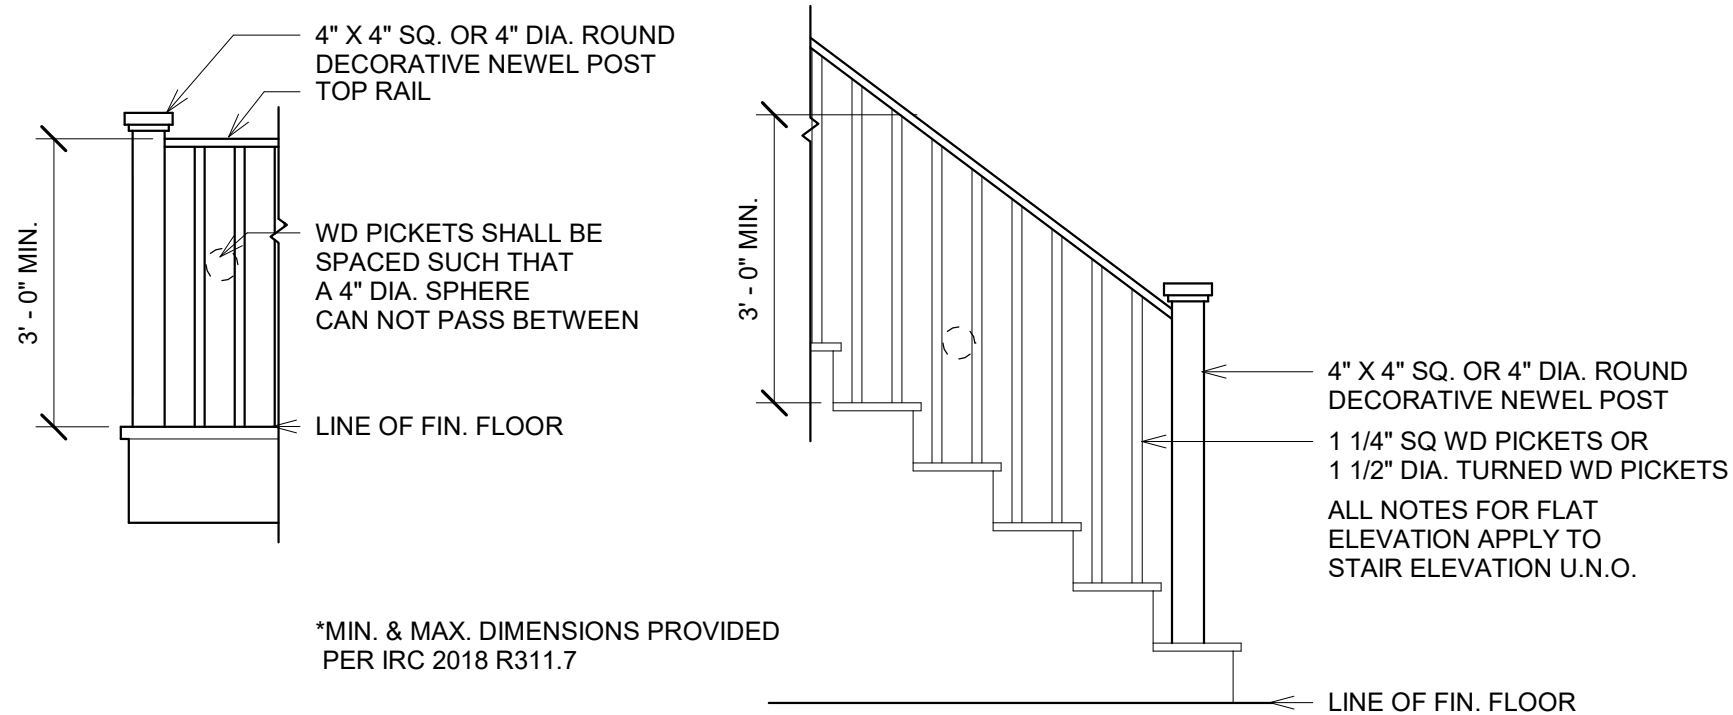 4" X 4" SQ. OR 4" DIA. ROUND
DECORATIVE NEWEL POST
TOP RAIL
3' - 0" MIN.
WD PICKETS SHALL BE
SPACED SUCH THAT
A 4" DIA. SPHERE
CAN NOT PASS BETWEEN
LINE OF FIN. FLOOR
*MIN. & MAX. DIMENSIONS PROVIDED
PER IRC 2018 R311.7
3' - 0" MIN.
4" X 4" SQ. OR 4" DIA. ROUND
DECORATIVE NEWEL POST
1 1/4" SQ WD PICKETS OR
1 1/2" DIA. TURNED WD PICKETS
ALL NOTES FOR FLAT
ELEVATION APPLY TO
STAIR ELEVATION U.N.O.
LINE OF FIN. FLOOR